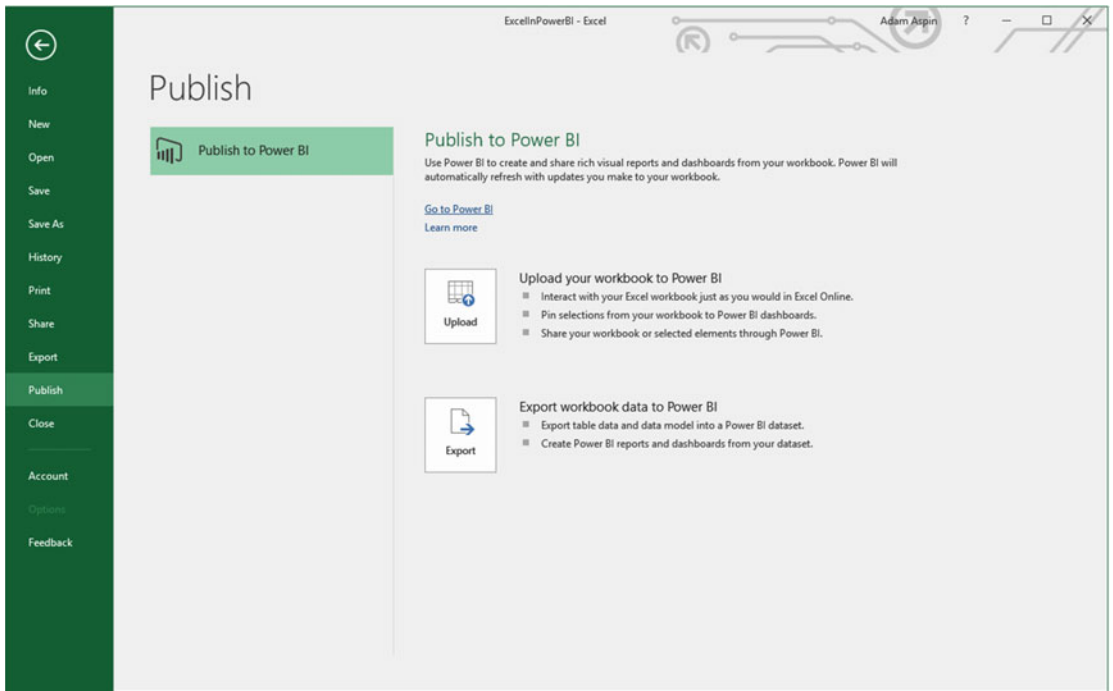 ExcelInPowerBI - Excel
Adam Aspin
?
Info
New
Open
Save
Save As
History
Print
Share
Export
Publish
Close
Account
Options
Feedback
Publish
Publish to Power BI
Publish to Power BI
Use Power BI to create and share rich visual reports and dashboards from your workbook. Power BI will
automatically refresh with updates you make to your workbook.
Go to Power BI
Learn more
Upload
Upload your workbook to Power BI
Interact with your Excel workbook just as you would in Excel Online.
Pin selections from your workbook to Power BI dashboards.
Share your workbook or selected elements through Power BI.
Export
Export workbook data to Power BI
Export table data and data model into a Power BI dataset.
Create Power BI reports and dashboards from your dataset.